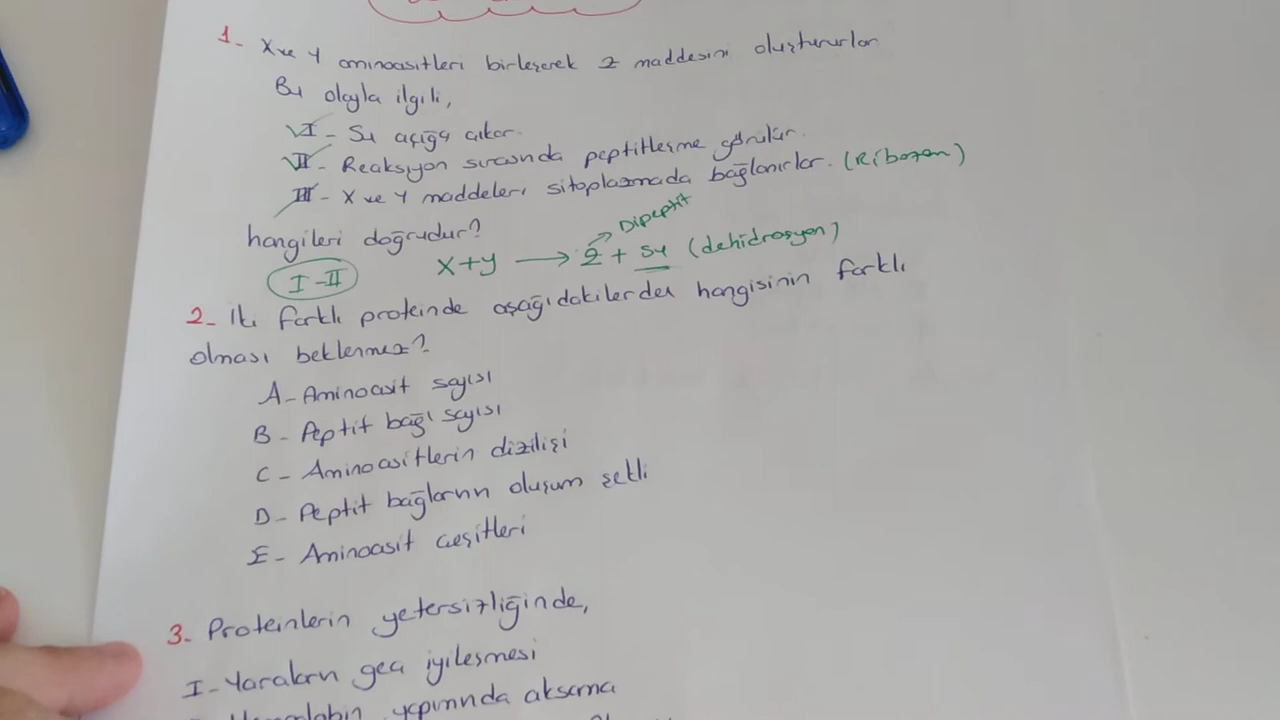 1- X ve Y aminoasitleri birleşerek Z maddesini oluştururlar
Bu olayla ilgili,
I - Su açığa çıkar.
II - Reaksiyon sırasında peptitleşme görülür.
III - X ve Y maddeleri sitoplazmada bağlanırlar. (Ribozom)
hangileri doğrudur?
Dipeptit
I - II
X+Y → Z + Su (dehidrasyon)
2- İki farklı proteinde aşağıdakilerden hangisinin farklı
olması beklenmez?
A- Aminoasit sayısı
B- Peptit bağı sayısı
C- Aminoasitlerin dizilişi
D- Peptit bağlarının oluşum şekli
E- Aminoasit çeşitleri
3- Proteinlerin yetersizliğinde,
I- Yaraların geç iyileşmesi
yapımında aksama